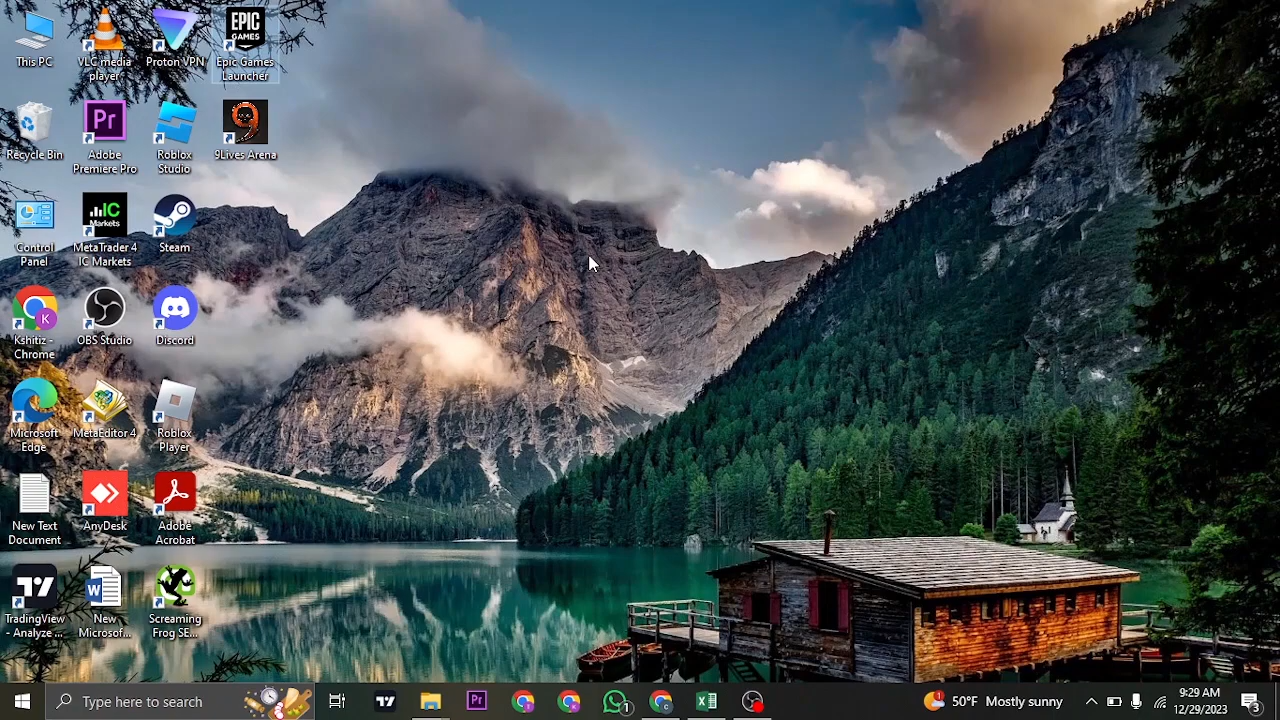 This PC
VLC media
player
Proton VPN
EPIC
GAMES
Epic Games
Launcher
Recycle Bin
Pr
Adobe
Premiere Pro
Roblox
Studio
9Lives Arena
Control
Panel
IC
Markets
MetaTrader 4
IC Markets
Steam
K
Kshitiz -
Chrome
OBS Studio
Discord
Microsoft
Edge
MetaEditor 4
Roblox
Player
New Text
Document
AnyDesk
Adobe
Acrobat
TradingView
- Analyze ...
W
New
Microsof...
Screaming
Frog SE...
Type here to search
Pr
1
1
50°F Mostly sunny
9:29 AM
12/29/2023
3